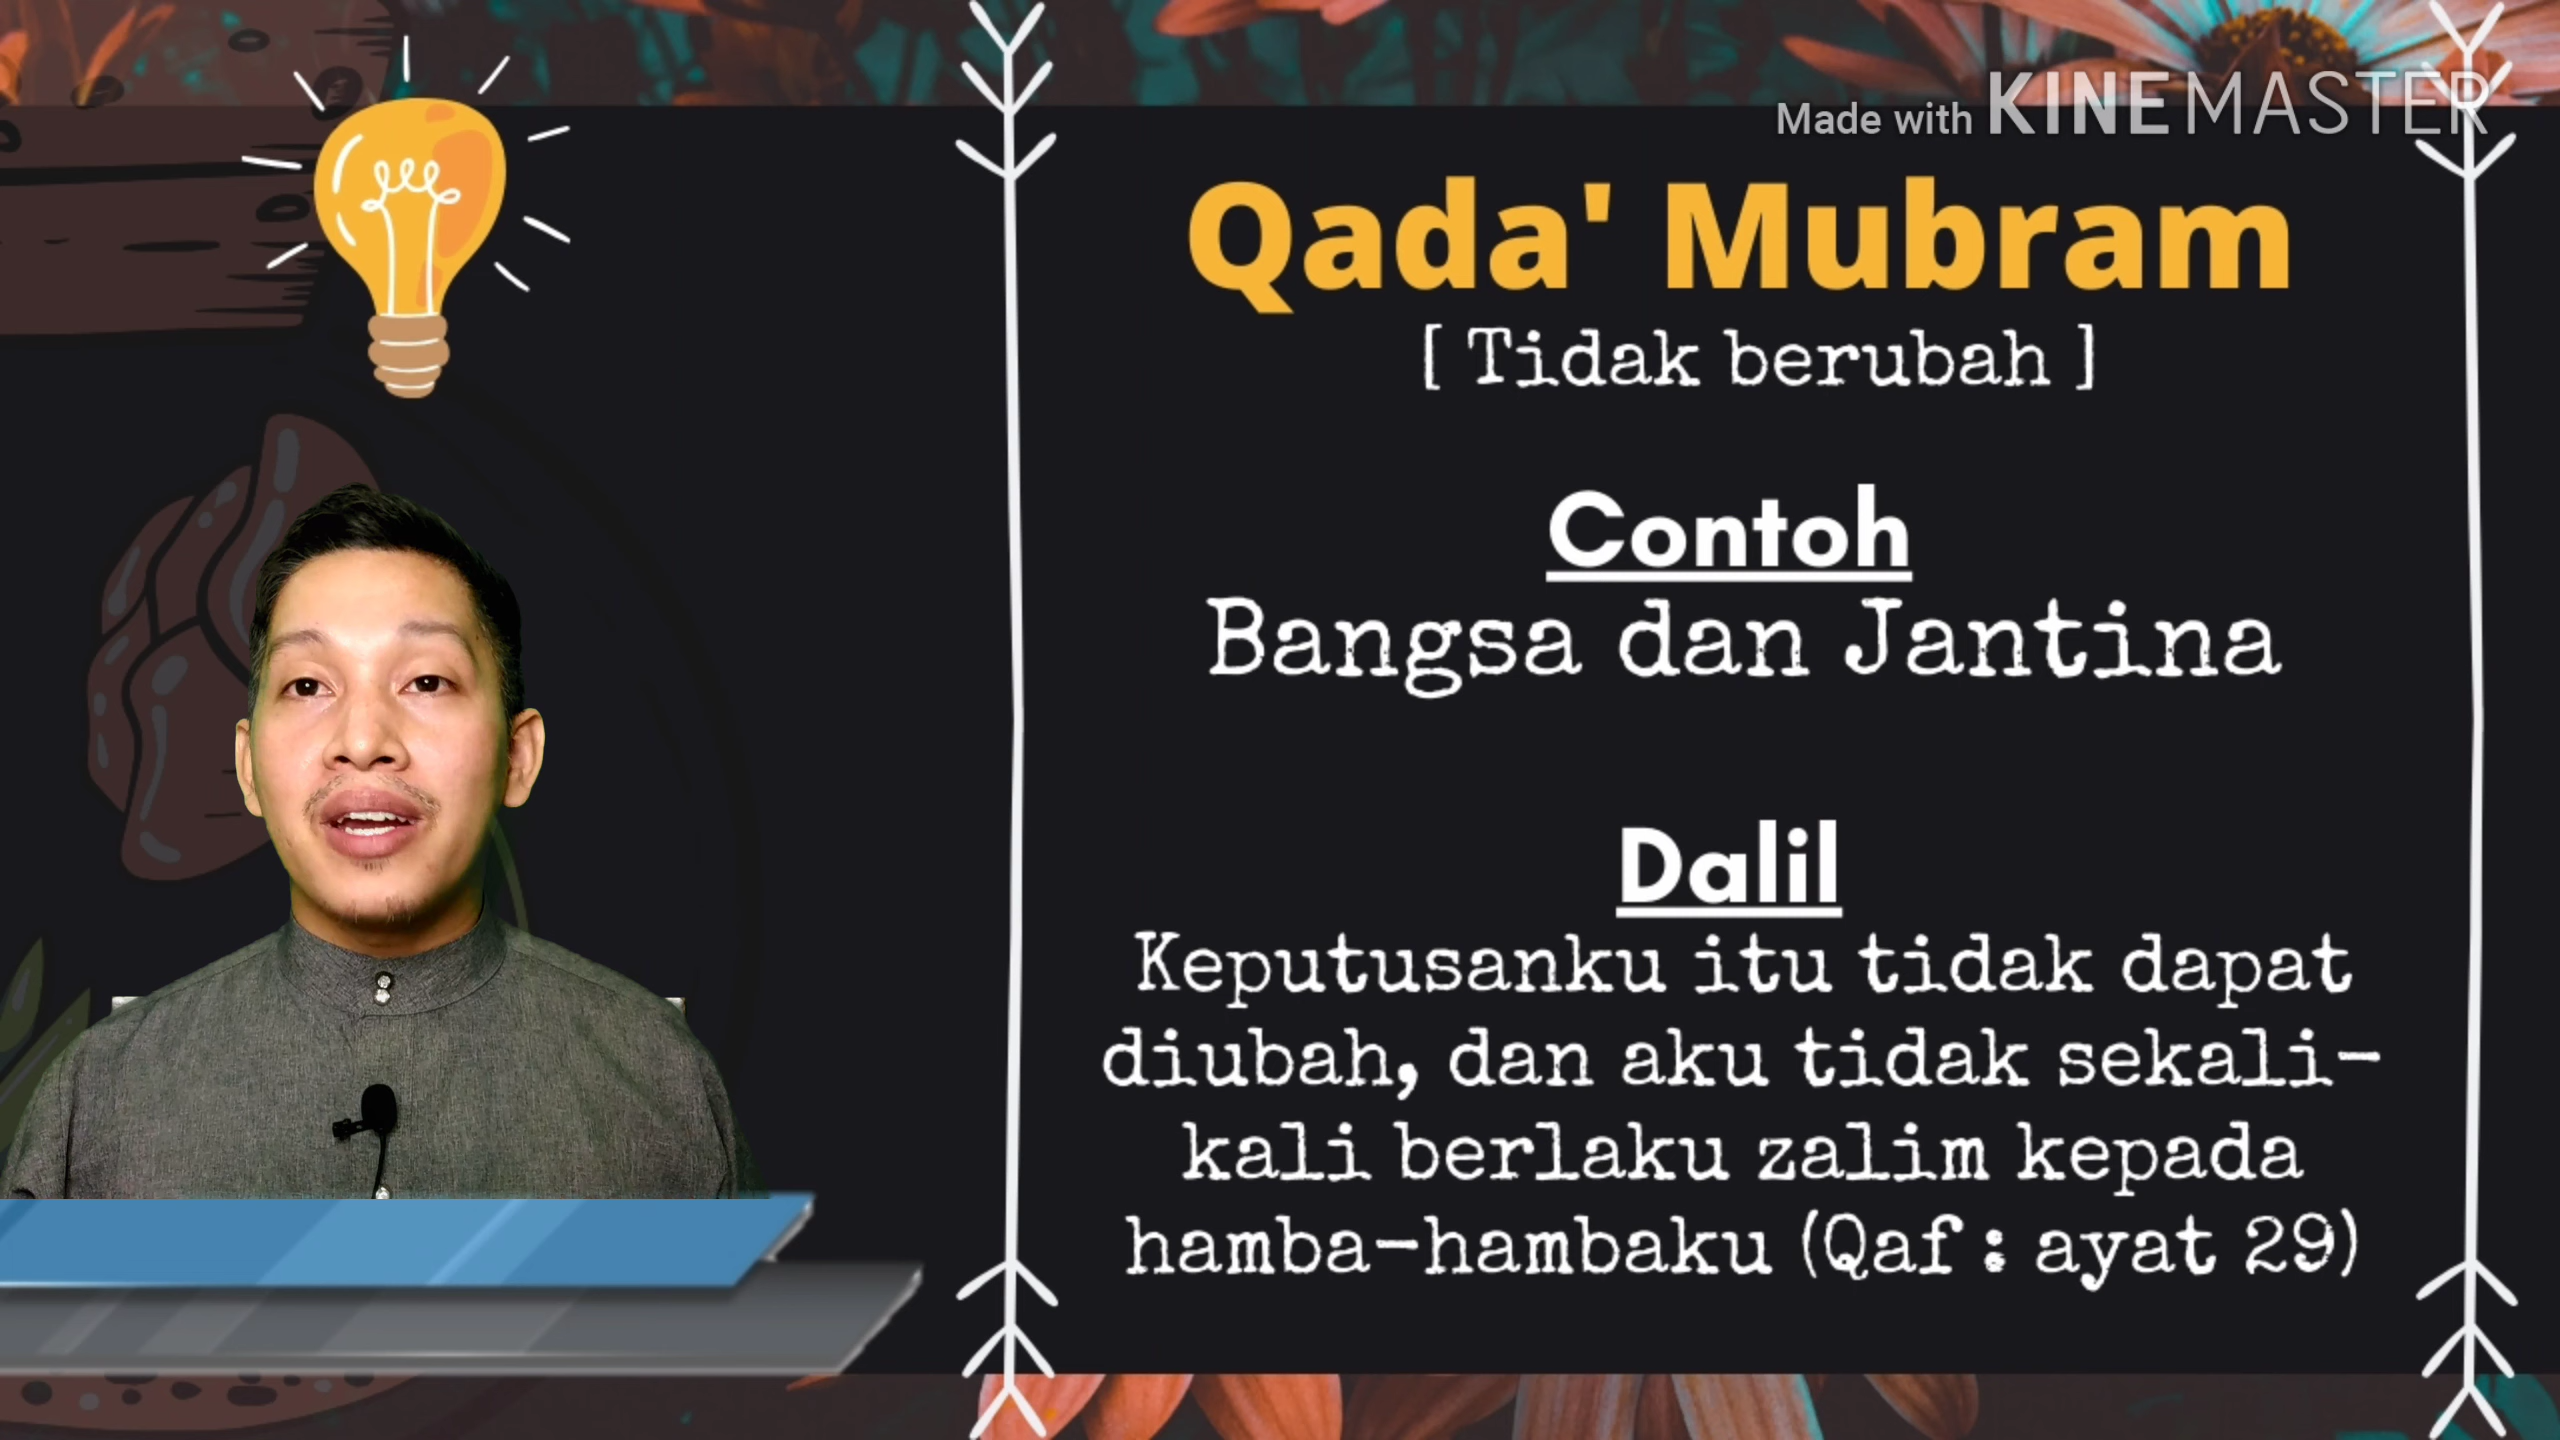 Made with KINEMASTER
Qada' Mubram
[ Tidak berubah ]
Contoh
Bangsa dan Jantina
Dalil
Keputusanku itu tidak dapat
diubah, dan aku tidak sekali-
kali berlaku zalim kepada
hamba-hambaku (Qaf : ayat 29)